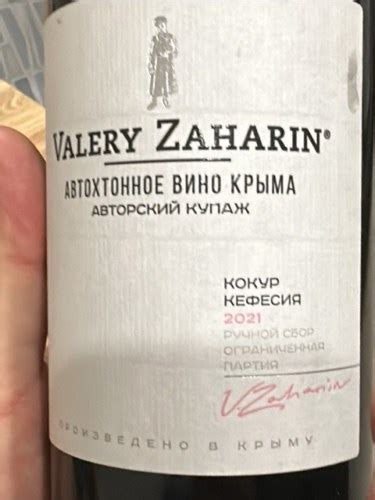 VALERY ZAHARIN®
АВТОХТОННОЕ ВИНО КРЫМА
АВТОРСКИЙ КУПАЖ
КОКУР
КЕФЕСИЯ
2021
РУЧНОЙ СБОР
ОГРАНИЧЕННАЯ
ПАРТИЯ
V.Zaharin
ПРОИЗВЕДЕНО В КРЫМУ